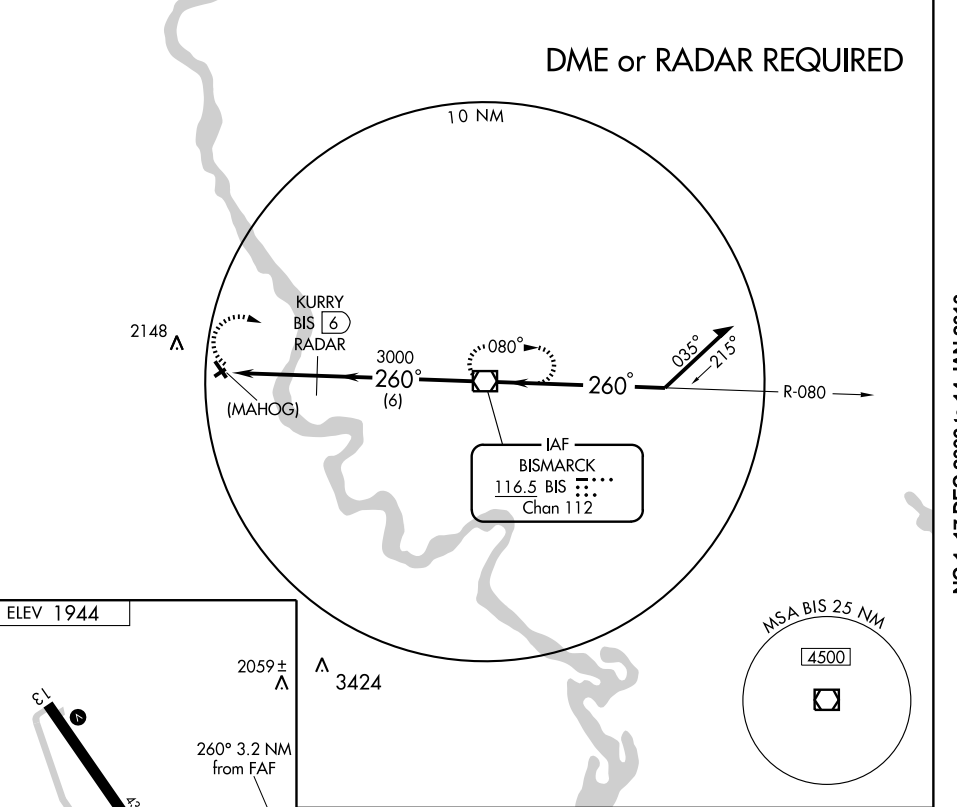 DME or RADAR REQUIRED
10 NM
KURRY
BIS 6
RADAR
2148
3000
260°
(6)
080°
260°
035°
215°
R-080
(MAHOG)
IAF
BISMARCK
116.5 BIS
Chan 112
ELEV 1944
MSA BIS 25 NM
4500
2059±
3424
13
V
260° 3.2 NM
from FAF